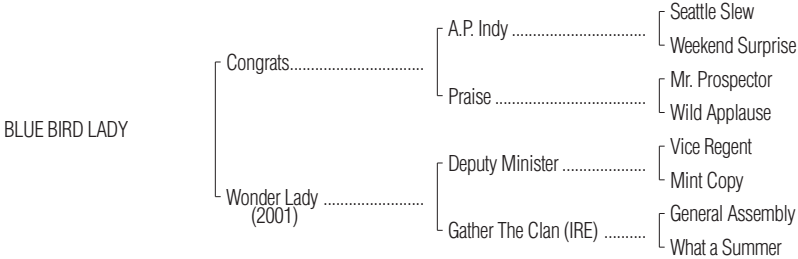 Seattle Slew
A.P. Indy ................................
Weekend Surprise
Congrats................................
Mr. Prospector
Praise ....................................
Wild Applause
BLUE BIRD LADY
Vice Regent
Deputy Minister ....................
Mint Copy
Wonder Lady ........................
(2001)
General Assembly
Gather The Clan (IRE) ..........
What a Summer